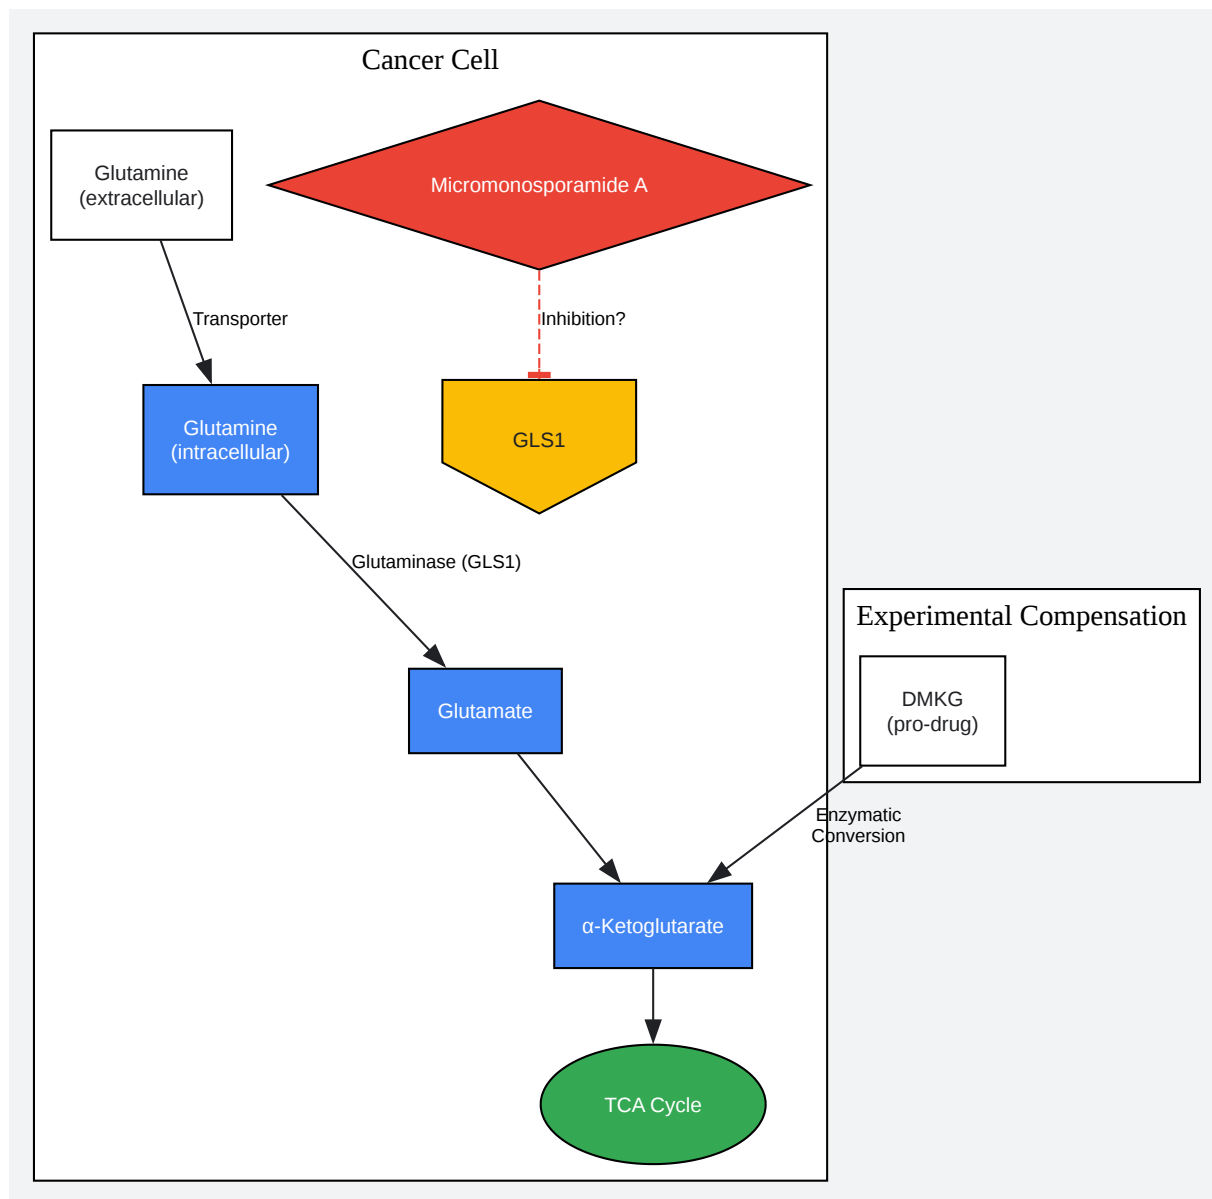 Cancer Cell
Glutamine
(extracellular)
Micromonosporamide A
Transporter
Inhibition?
Glutamine
(intracellular)
GLS1
Glutaminase (GLS1)
Experimental Compensation
DMKG
(pro-drug)
Glutamate
Enzymatic
Conversion
α-Ketoglutarate
TCA Cycle